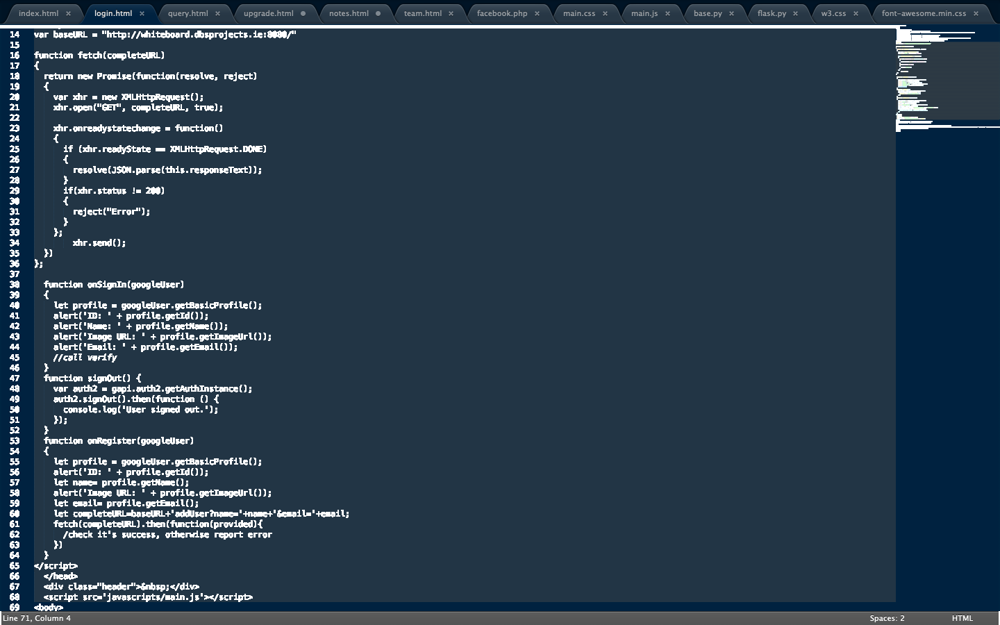 index.html × login.html × query.html × upgrade.html notes.html team.html × facebook.php × main.css × main.js × base.py × flask.py × w3.css × font-awesome.min.css ×
14 var baseURL = "http://whiteboard.dbsprojects.ie:8080/"
15
16 function fetch(completeURL)
17 {
18 return new Promise(function(resolve, reject)
19 {
20 var xhr = new XMLHttpRequest();
21 xhr.open("GET", completeURL, true);
22
23 xhr.onreadystatechange = function()
24 {
25 if (xhr.readyState == XMLHttpRequest.DONE)
26 {
27 resolve(JSON.parse(this.responseText));
28 }
29 if(xhr.status != 200)
30 {
31 reject("Error");
32 }
33 };
34 xhr.send();
35 })
36 };
37
38 function onSignIn(googleUser)
39 {
40 let profile = googleUser.getBasicProfile();
41 alert('ID: ' + profile.getId());
42 alert('Name: ' + profile.getName());
43 alert('Image URL: ' + profile.getImageUrl());
44 alert('Email: ' + profile.getEmail());
45 //call verify
46 }
47 function signOut() {
48 var auth2 = gapi.auth2.getAuthInstance();
49 auth2.signOut().then(function () {
50 console.log('User signed out.');
51 });
52 }
53 function onRegister(googleUser)
54 {
55 let profile = googleUser.getBasicProfile();
56 alert('ID: ' + profile.getId());
57 let name= profile.getName();
58 alert('Image URL: ' + profile.getImageUrl());
59 let email= profile.getEmail();
60 let completeURL=baseURL+'addUser?name='+name+'&email='+email;
61 fetch(completeURL).then(function(provided){
62 /check it's success, otherwise report error
63 })
64 }
65 </script>
66 </head>
67 <div class="header">&nbsp;</div>
68 <script src='javascripts/main.js'></script>
69 <body>
Line 71, Column 4 Spaces: 2 HTML